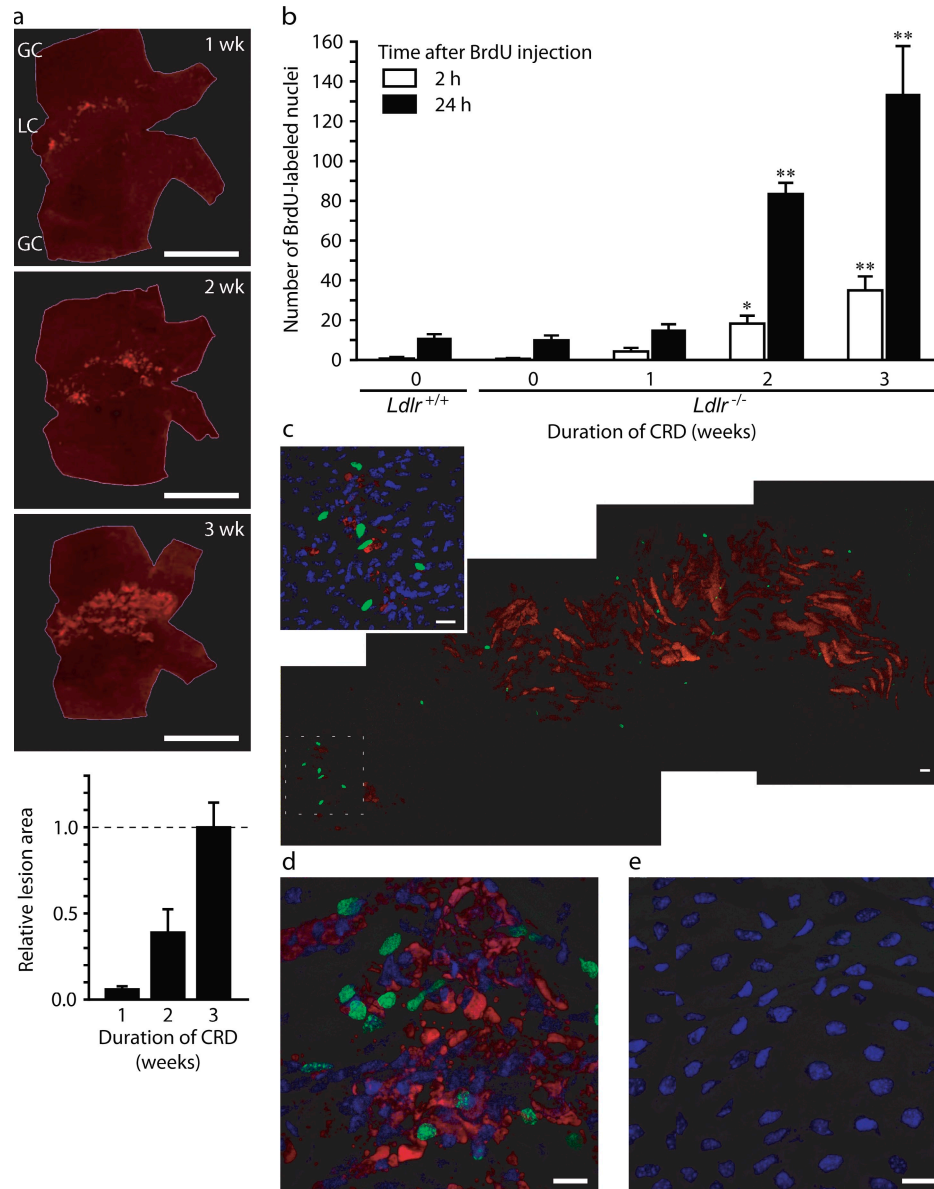 a
1 wk
GC
LC
GC
2 wk
3 wk
Relative lesion area
1.0
0.5
0.0
1 2 3
Duration of CRD
(weeks)
b
Number of BrdU-labeled nuclei
160
140
120
100
80
60
40
20
0
Time after BrdU injection
2 h
24 h
*
**
**
**
0 0 1 2 3
Ldlr +/+ Ldlr -/-
Duration of CRD (weeks)
c
d
e